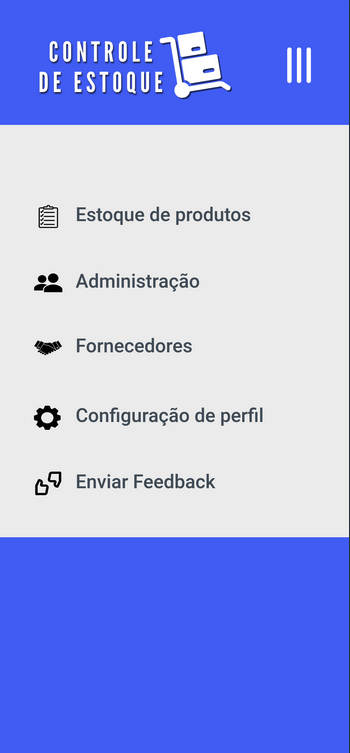 CONTROLE
DE ESTOQUE
Estoque de produtos
Administração
Fornecedores
Configuração de perfil
Enviar Feedback